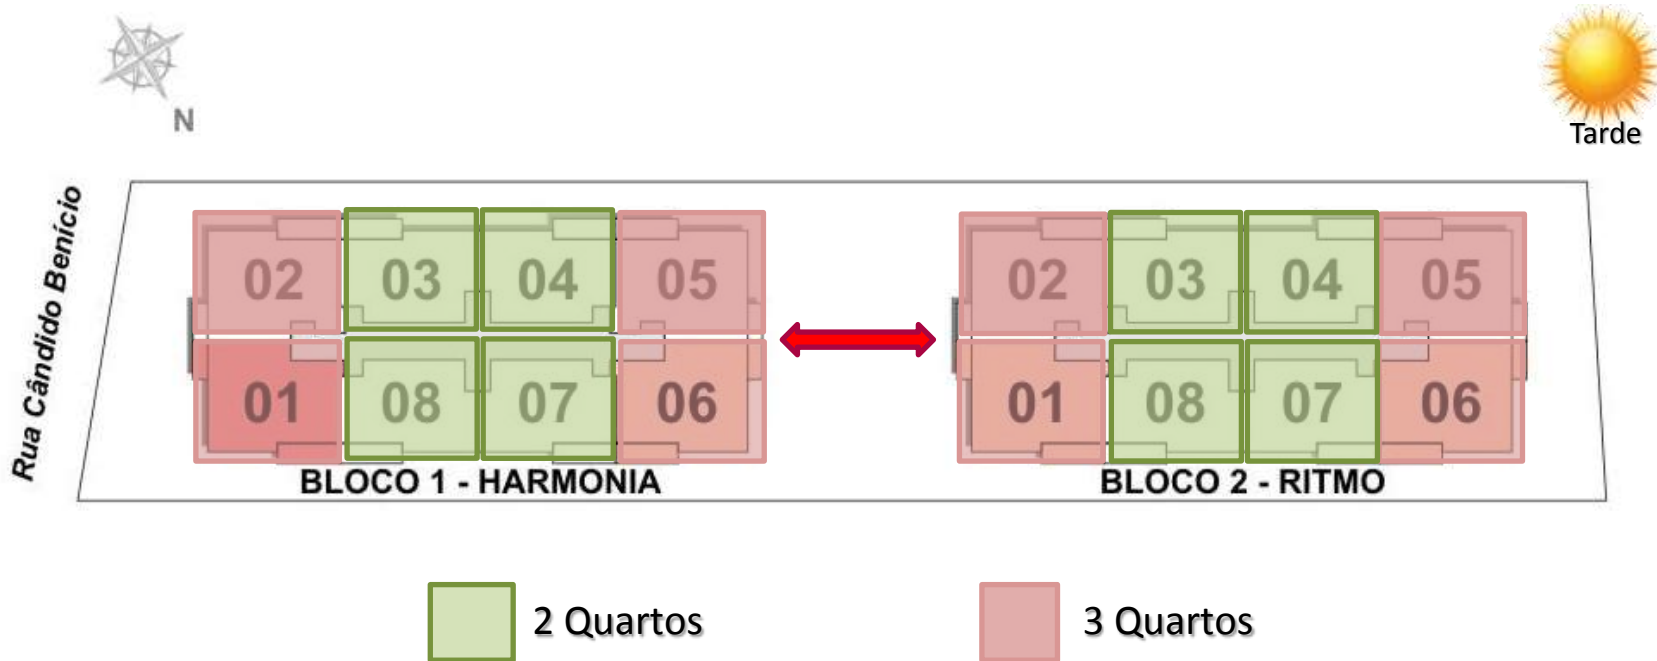 N
Tarde
Rua Cândido Benício
02 03 04 05
01 08 07 06
BLOCO 1 - HARMONIA
02 03 04 05
01 08 07 06
BLOCO 2 - RITMO
2 Quartos
3 Quartos